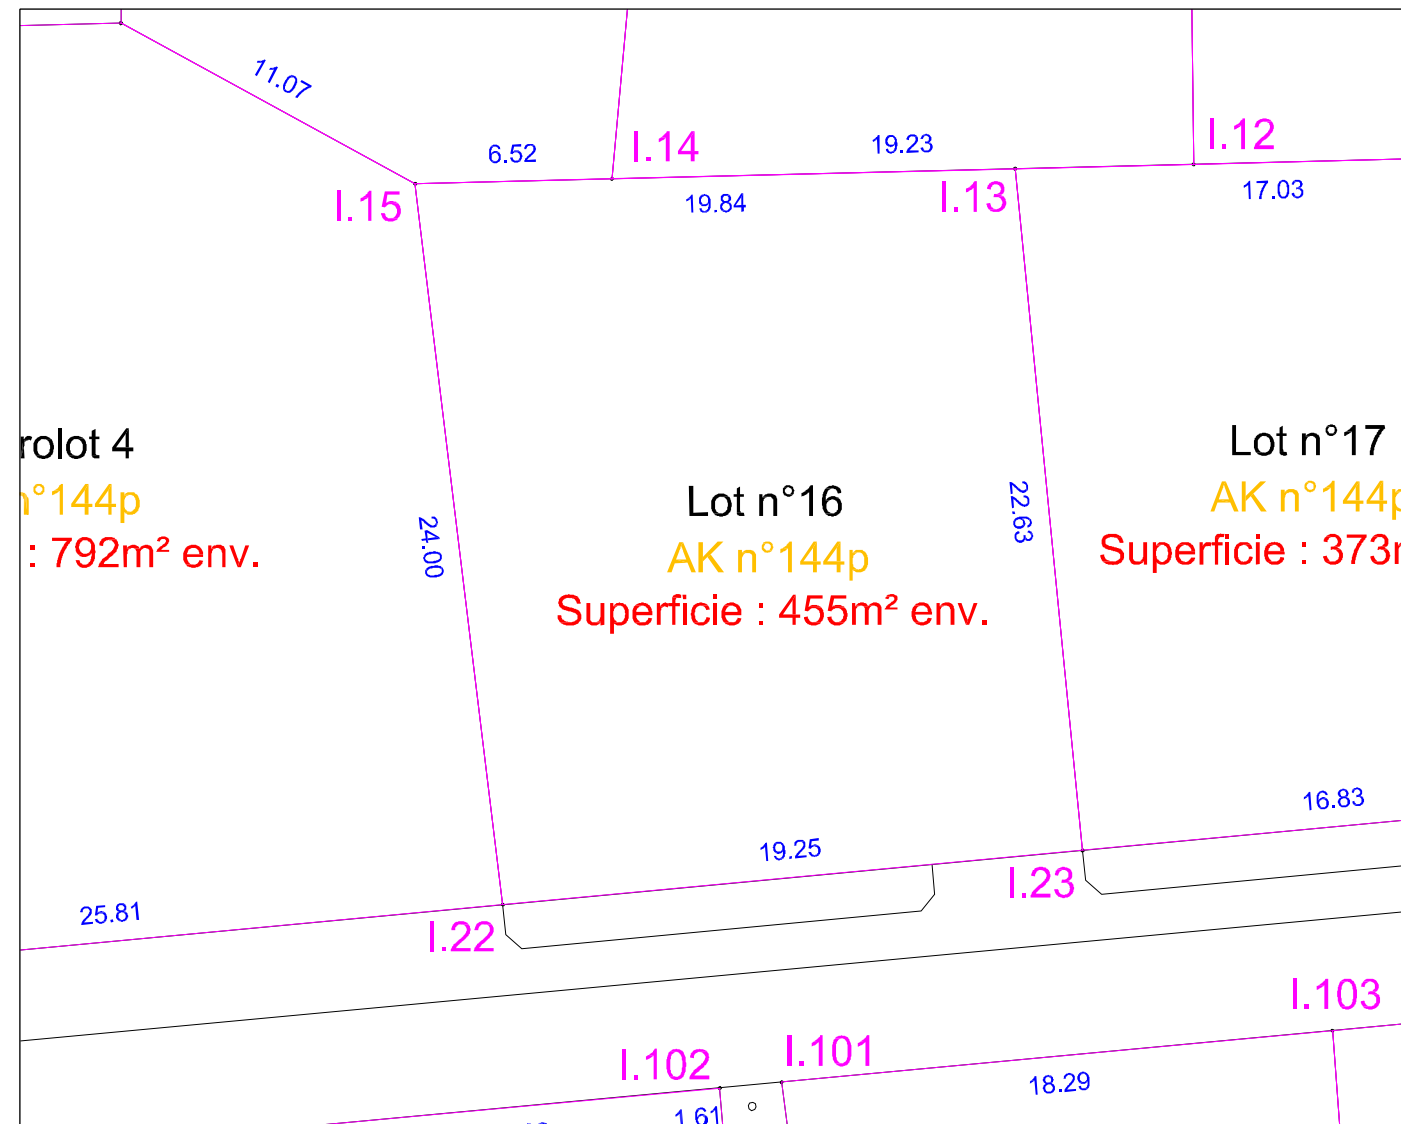 11.07
6.52
I.14
19.23
I.12
I.15
19.84
I.13
17.03
rolot 4
n°144p
: 792m² env.
24.00
Lot n°16
AK n°144p
Superficie : 455m² env.
22.63
Lot n°17
AK n°144p
Superficie : 373
16.83
19.25
I.23
25.81
I.22
I.103
I.102
I.101
18.29
1.61